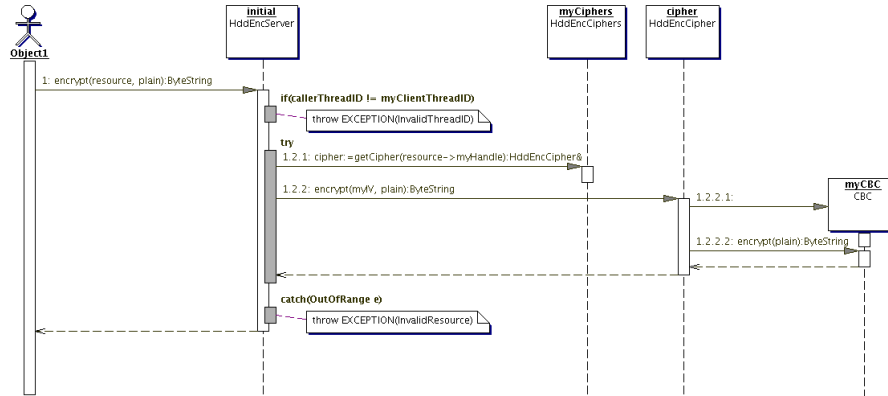 initial
HddEncServer
myCiphers
HddEncCiphers
cipher
HddEncCipher
Object1
1: encrypt(resource, plain):ByteString
if(callerThreadID != myClientThreadID)
throw EXCEPTION(InvalidThreadID)
try
1.2.1: cipher:=getCipher(resource->myHandle):HddEncCipher&
1.2.2: encrypt(myIV, plain):ByteString
myCBC
CBC
1.2.2.1:
1.2.2.2: encrypt(plain):ByteString
catch(OutOfRange e)
throw EXCEPTION(InvalidResource)